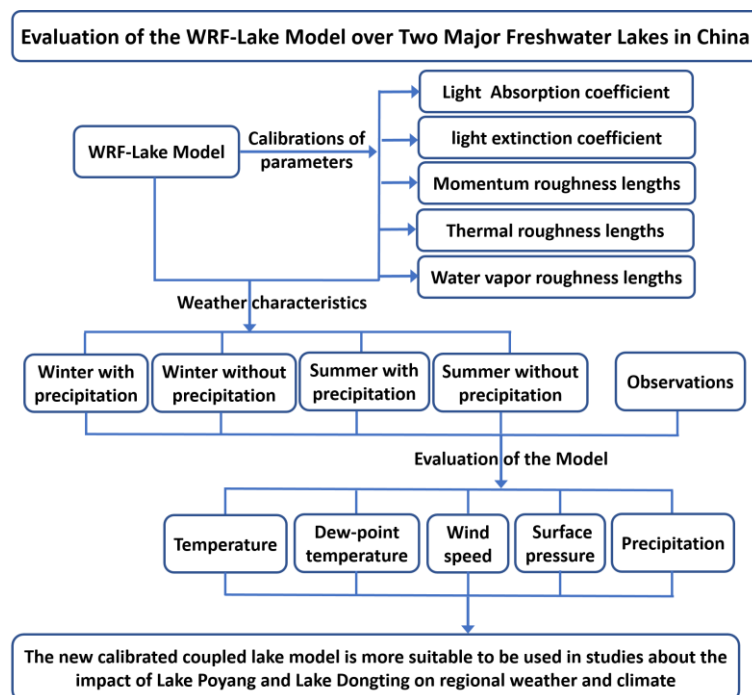 Evaluation of the WRF-Lake Model over Two Major Freshwater Lakes in China
Light Absorption coefficient
WRF-Lake Model
Calibrations of
parameters
light extinction coefficient
Momentum roughness lengths
Thermal roughness lengths
Water vapor roughness lengths
Weather characteristics
Winter with
precipitation
Winter without
precipitation
Summer with
precipitation
Summer without
precipitation
Observations
Evaluation of the Model
Temperature
Dew-point
temperature
Wind
speed
Surface
pressure
Precipitation
The new calibrated coupled lake model is more suitable to be used in studies about the
impact of Lake Poyang and Lake Dongting on regional weather and climate